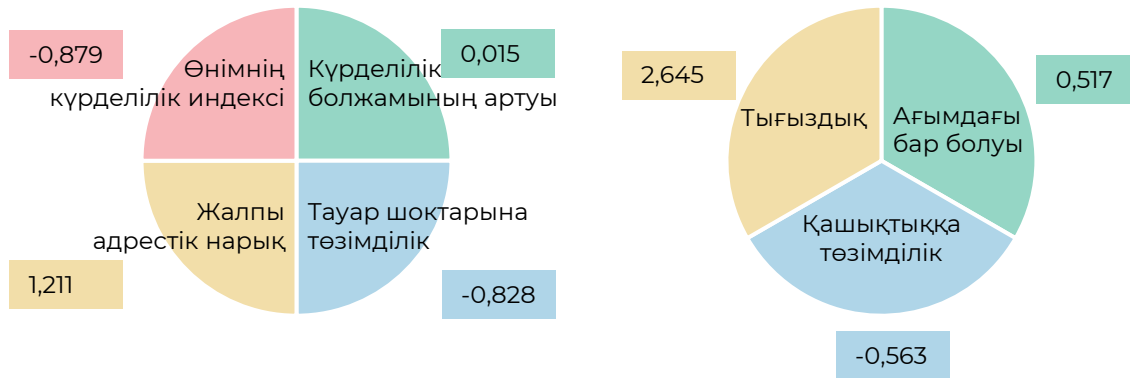 -0,879
Өнімнің
күрделілік индексі
Күрделілік
болжамының артуы
0,015
Жалпы
адрестік нарық
1,211
Тауар шоктарына
төзімділік
-0,828
2,645
Тығыздық
Ағымдағы
бар болуы
0,517
Қашықтыққа
төзімділік
-0,563